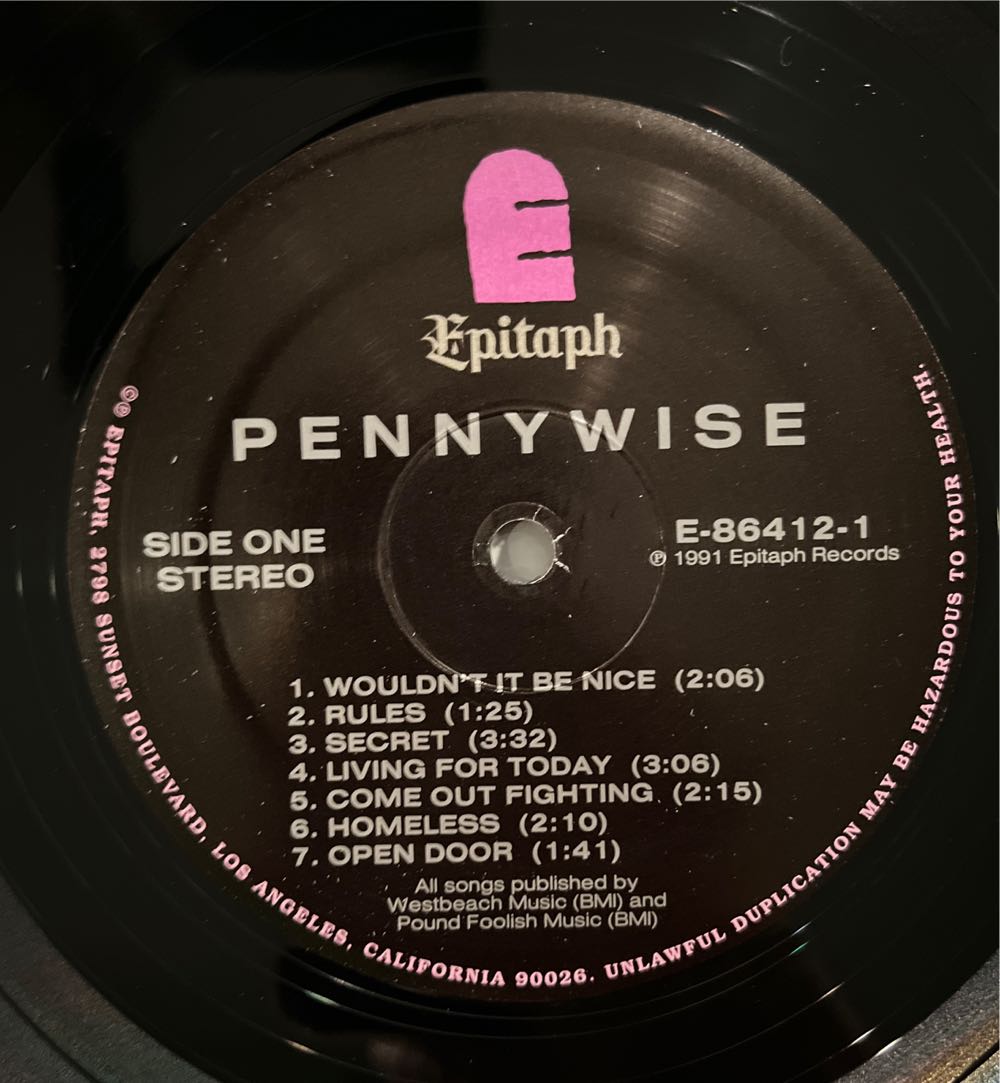 E
Epitaph
PENNYWISE
SIDE ONE
STEREO
E-86412-1
℗ 1991 Epitaph Records
1. WOULDN'T IT BE NICE (2:06)
2. RULES (1:25)
3. SECRET (3:32)
4. LIVING FOR TODAY (3:06)
5. COME OUT FIGHTING (2:15)
6. HOMELESS (2:10)
7. OPEN DOOR (1:41)
All songs published by
Westbeach Music (BMI) and
Pound Foolish Music (BMI)
©℗ EPITAPH, 2798 SUNSET BOULEVARD, LOS ANGELES, CALIFORNIA 90026. UNLAWFUL DUPLICATION MAY BE HAZARDOUS TO YOUR HEALTH.